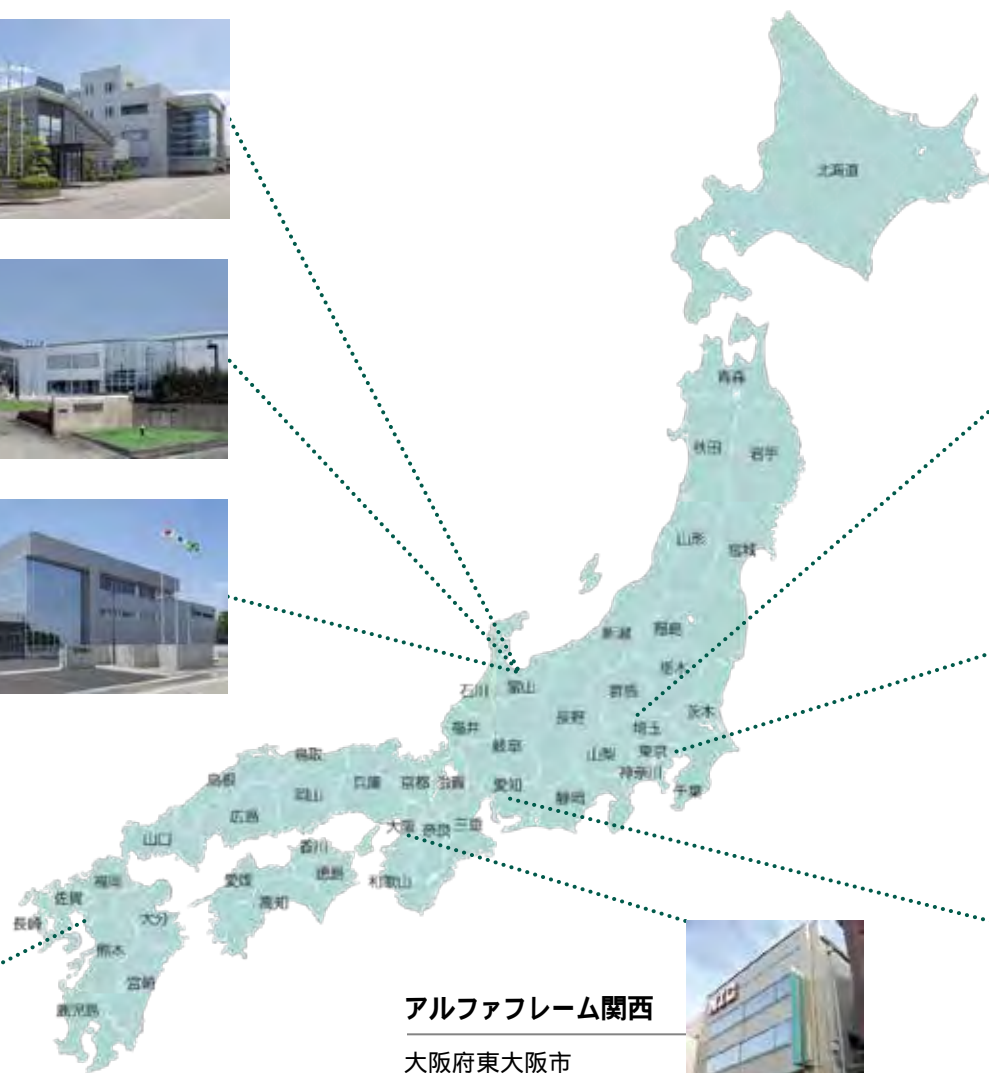 北海道
青森
秋田
岩手
山形
宮城
新潟
福島
栃木
石川
富山
群馬
茨木
長野
埼玉
福井
岐阜
山梨
東京
神奈川
鳥取
島根
岡山
兵庫
京都
滋賀
愛知
静岡
千葉
広島
山口
大阪
奈良
三重
香川
徳島
愛媛
高知
和歌山
福岡
佐賀
長崎
大分
熊本
宮崎
鹿児島
NIC
アルファフレーム関西
大阪府東大阪市